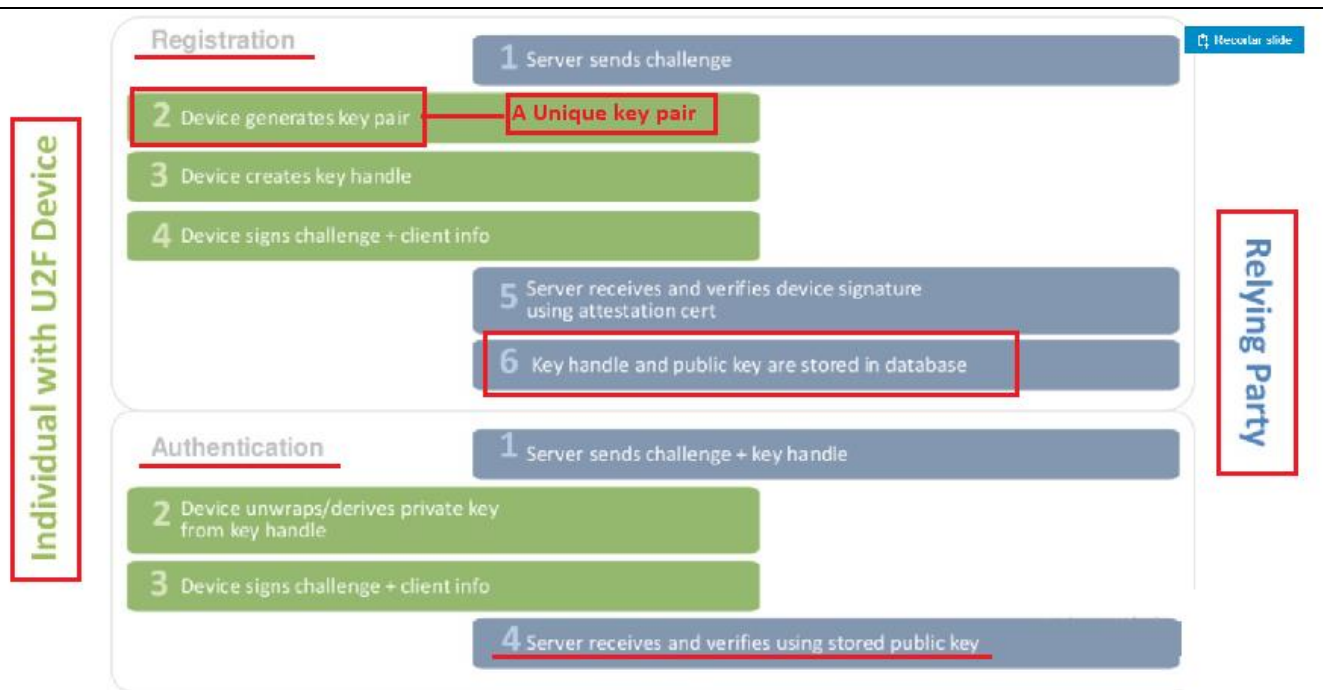 Registration
1 Server sends challenge
Recortar slide
2 Device generates key pair
A Unique key pair
3 Device creates key handle
4 Device signs challenge + client info
5 Server receives and verifies device signature
using attestation cert
6 Key handle and public key are stored in database
Individual with U2F Device
Relying Party
Authentication
1 Server sends challenge + key handle
2 Device unwraps/derives private key
from key handle
3 Device signs challenge + client info
4 Server receives and verifies using stored public key